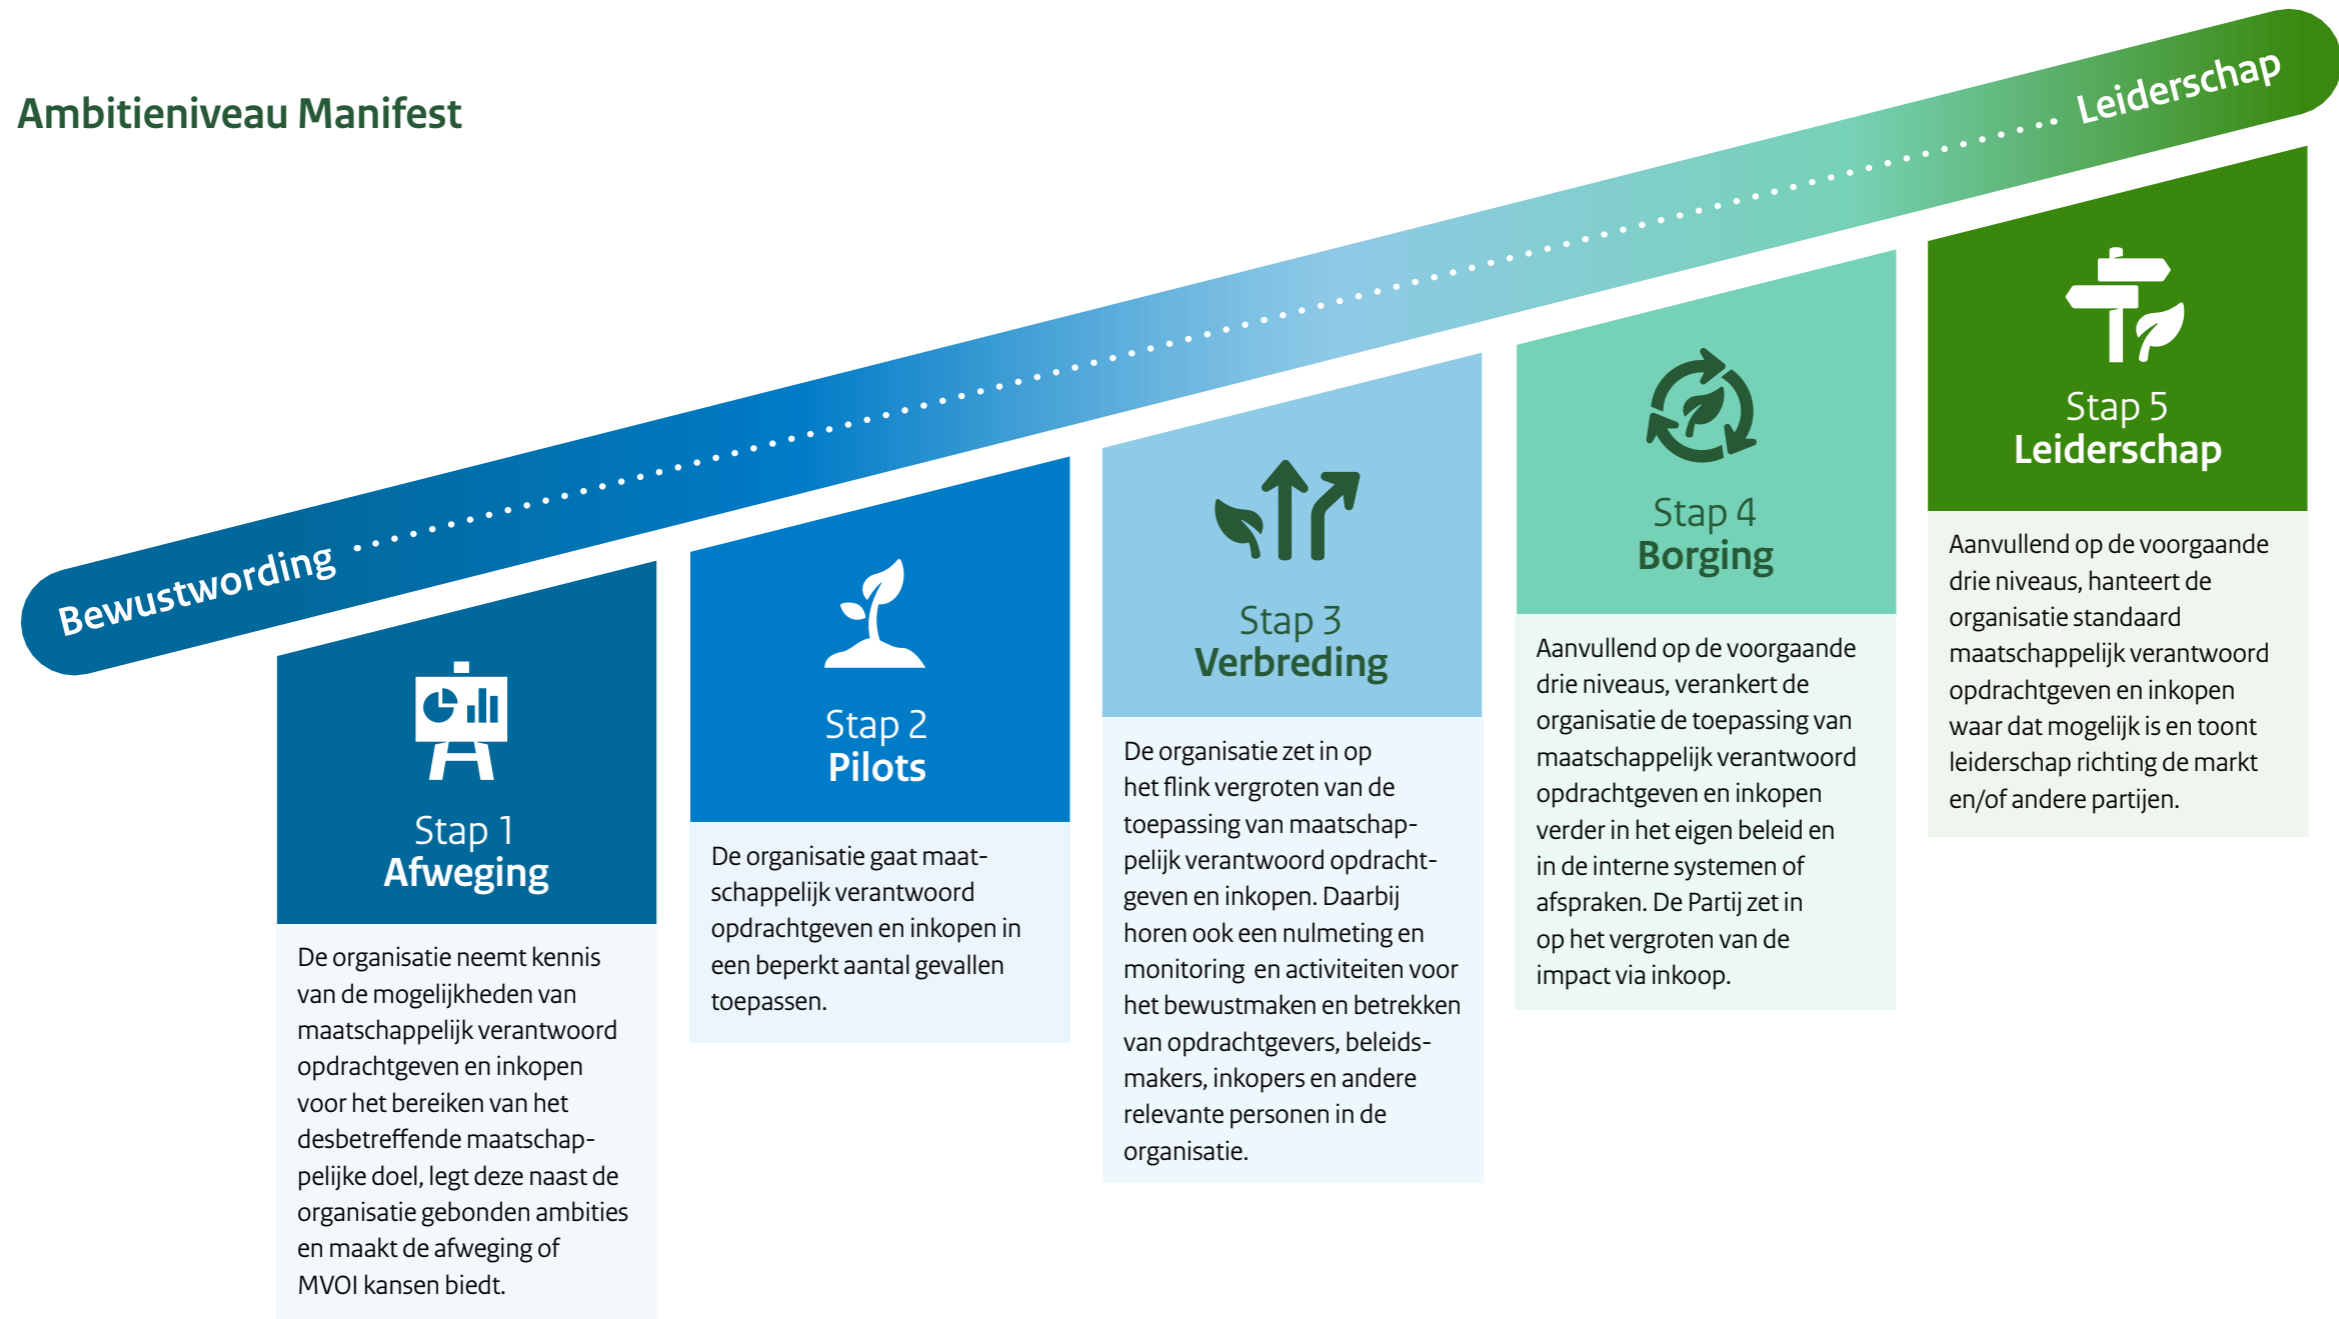 Ambitieniveau Manifest
Bewustwording
Leiderschap
Stap 1
Afweging
De organisatie neemt kennis
van de mogelijkheden van
maatschappelijk verantwoord
opdrachtgeven en inkopen
voor het bereiken van het
desbetreffende maatschap-
pelijke doel, legt deze naast de
organisatie gebonden ambities
en maakt de afweging of
MVOI kansen biedt.
Stap 2
Pilots
De organisatie gaat maat-
schappelijk verantwoord
opdrachtgeven en inkopen in
een beperkt aantal gevallen
toepassen.
Stap 3
Verbreding
De organisatie zet in op
het flink vergroten van de
toepassing van maatschap-
pelijk verantwoord opdracht-
geven en inkopen. Daarbij
horen ook een nulmeting en
monitoring en activiteiten voor
het bewustmaken en betrekken
van opdrachtgevers, beleids-
makers, inkopers en andere
relevante personen in de
organisatie.
Stap 4
Borging
Aanvullend op de voorgaande
drie niveaus, verankert de
organisatie de toepassing van
maatschappelijk verantwoord
opdrachtgeven en inkopen
verder in het eigen beleid en
in de interne systemen of
afspraken. De Partij zet in
op het vergroten van de
impact via inkoop.
Stap 5
Leiderschap
Aanvullend op de voorgaande
drie niveaus, hanteert de
organisatie standaard
maatschappelijk verantwoord
opdrachtgeven en inkopen
waar dat mogelijk is en toont
leiderschap richting de markt
en/of andere partijen.